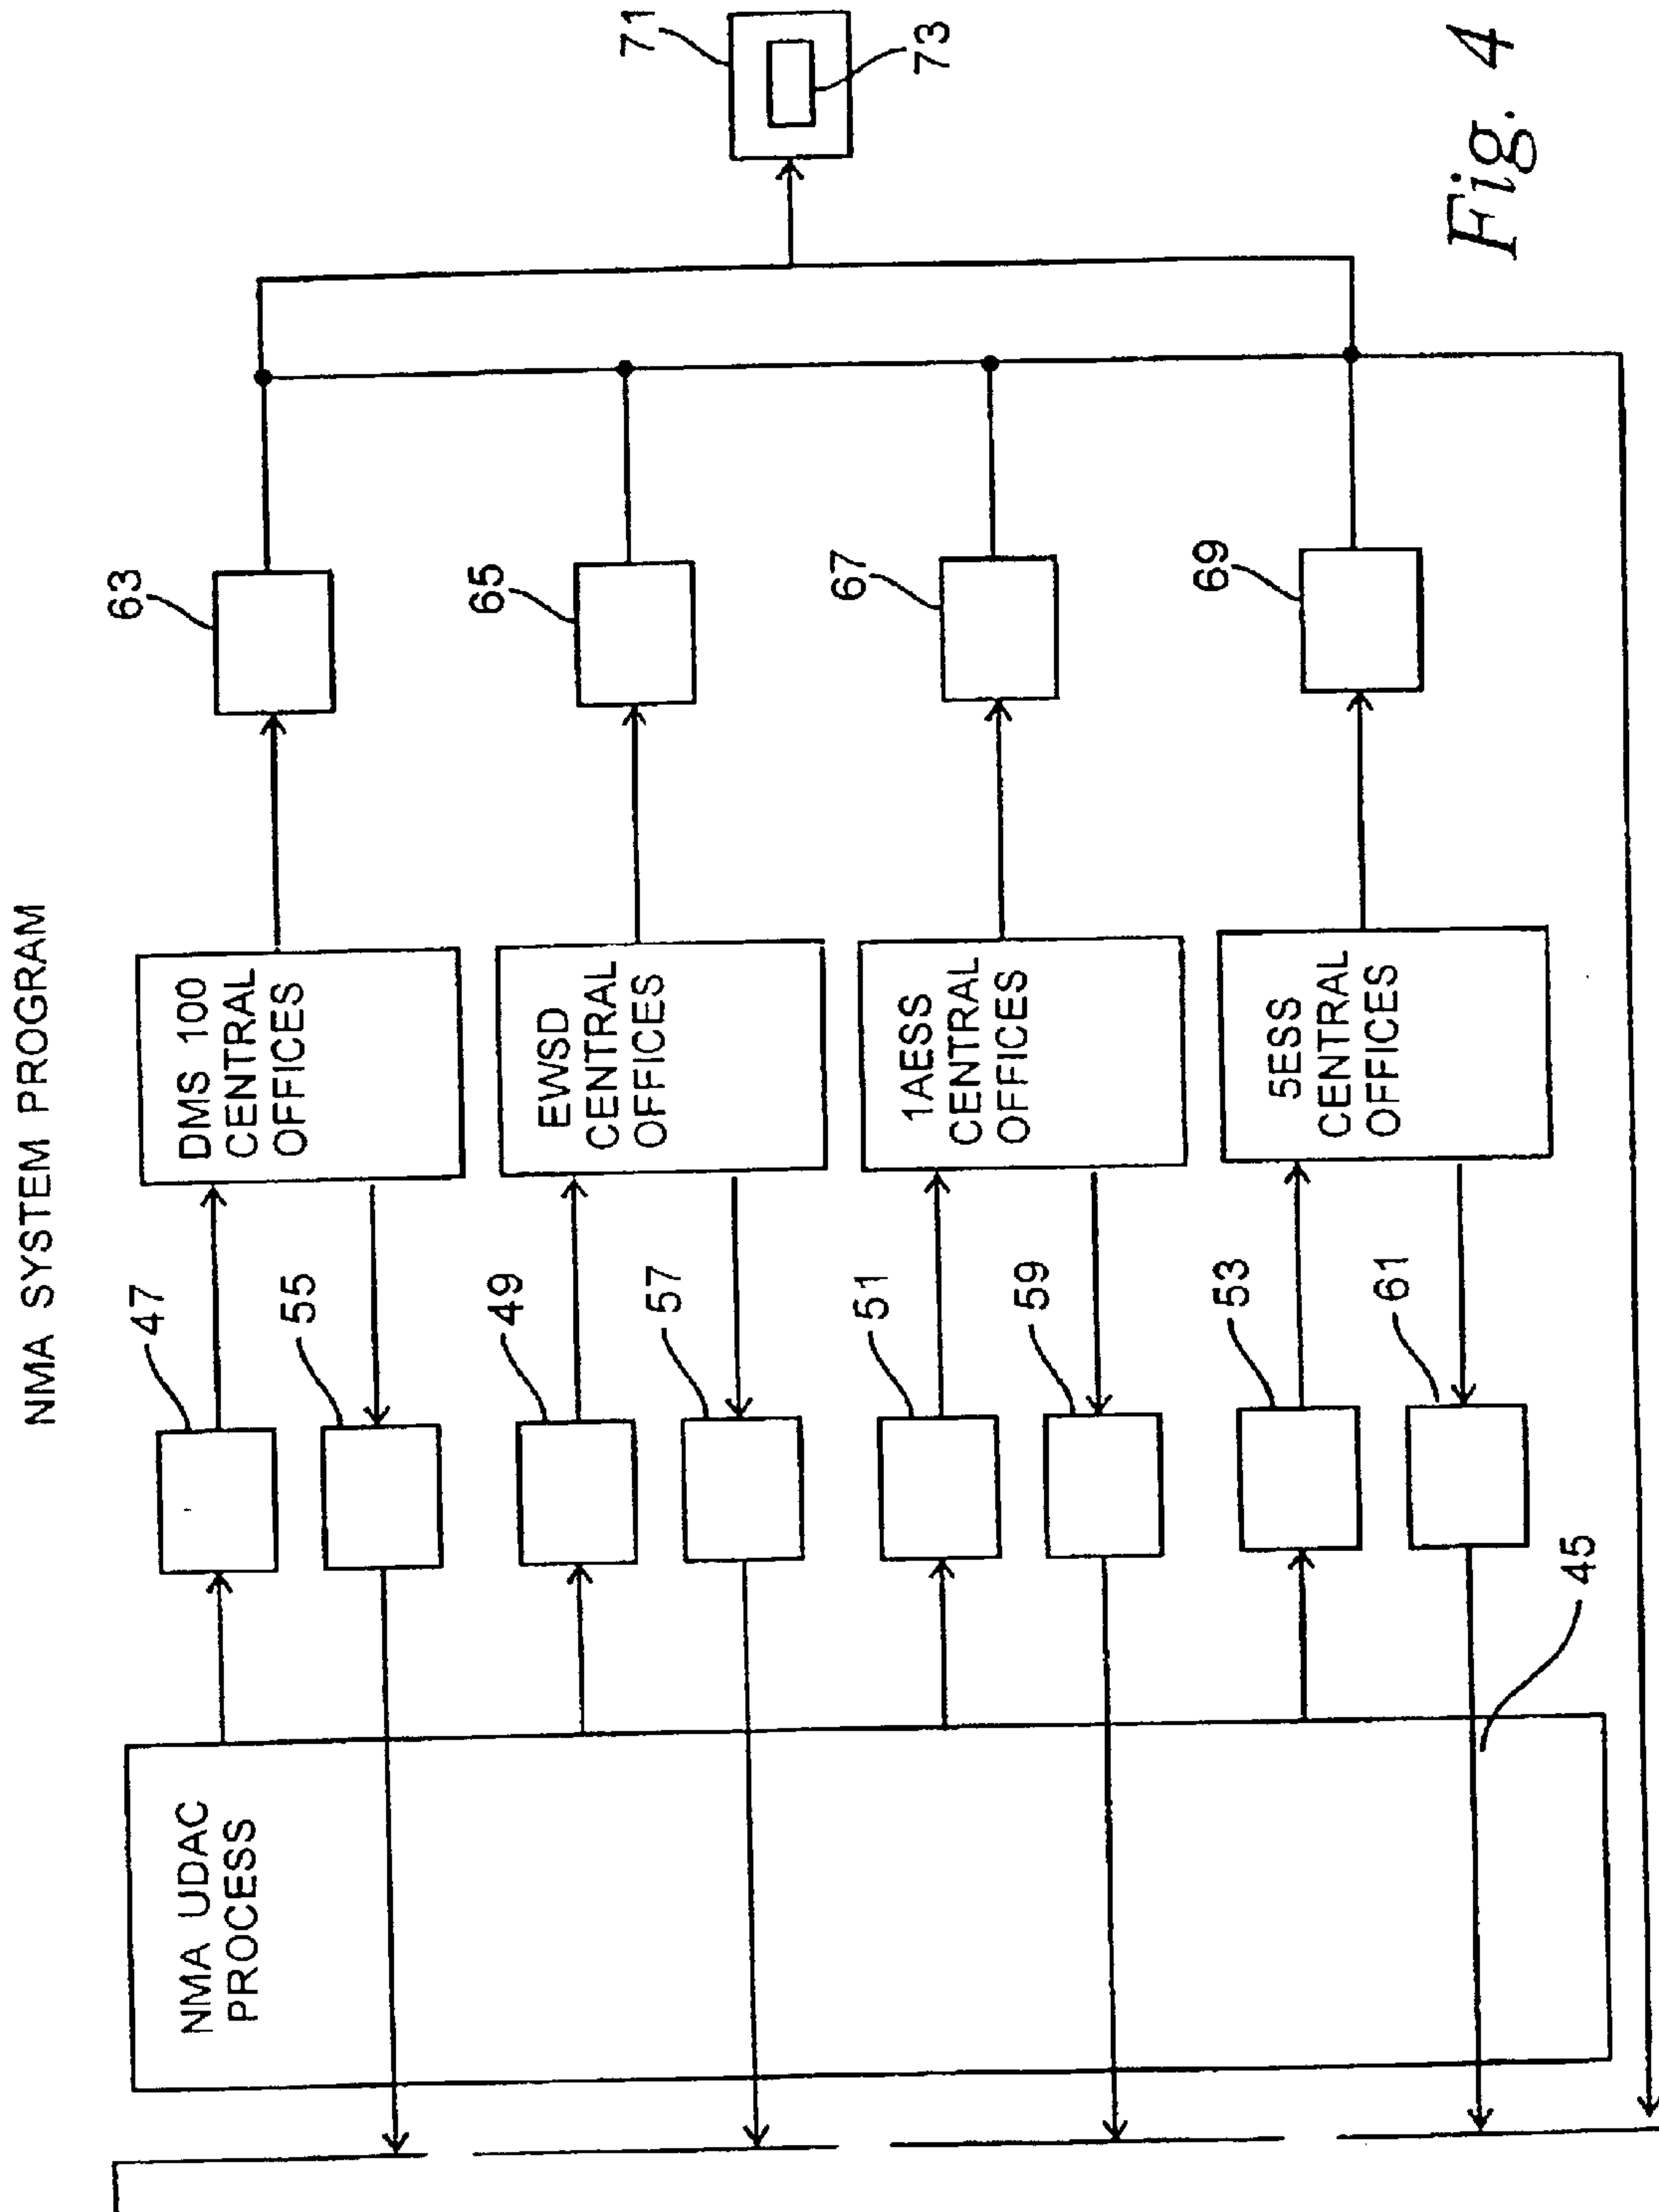 NMA SYSTEM PROGRAM
NMA UDAC
PROCESS
45
47
55
49
57
51
59
53
61
DMS 100
CENTRAL
OFFICES
EWSD
CENTRAL
OFFICES
1AESS
CENTRAL
OFFICES
5ESS
CENTRAL
OFFICES
63
65
67
69
71
73
Fig. 4